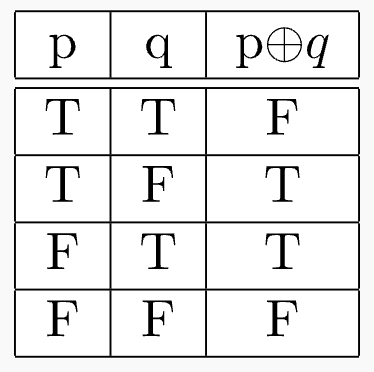 p q p⊕q
T T F
T F T
F T T
F F F